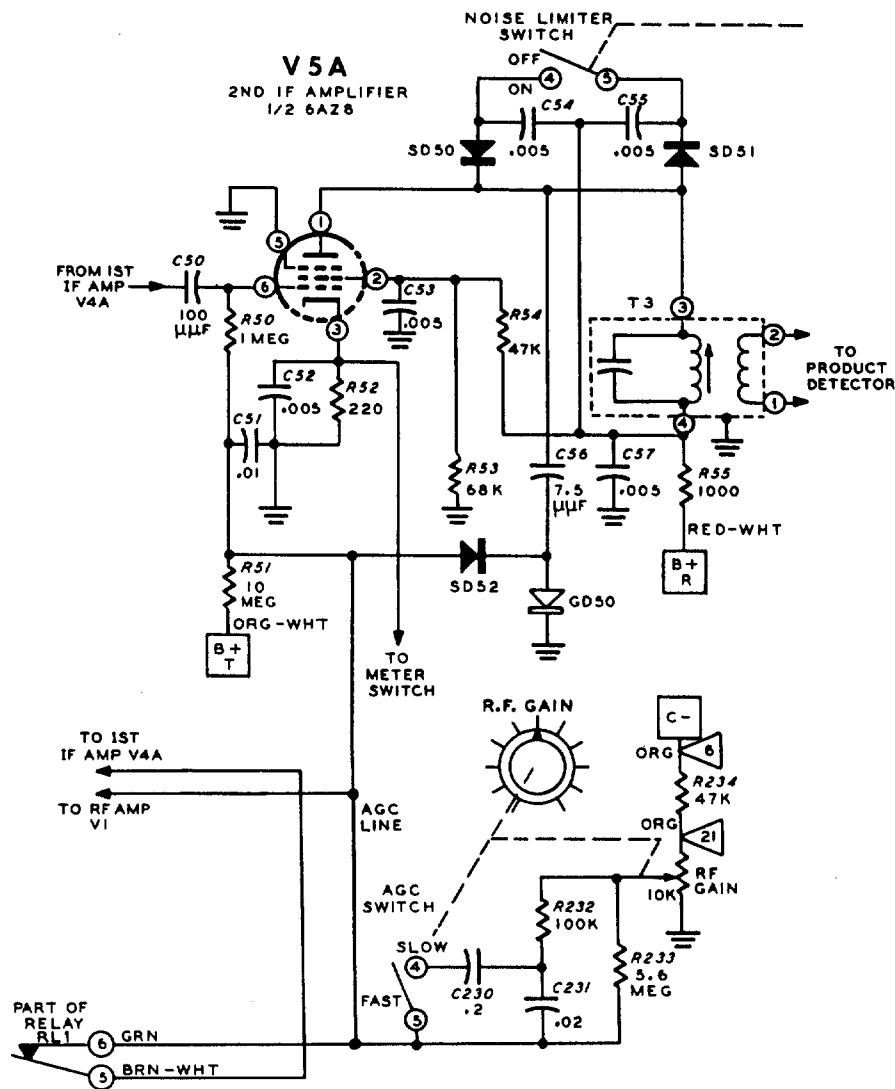 NOISE LIMITER
SWITCH
OFF
4
5
ON
V5A
2ND IF AMPLIFIER
1/2 6AZ8
C54
.005
C55
.005
SD50
SD51
1
5
6
2
3
FROM 1ST
IF AMP
V4A
C50
100
µµF
R50
1 MEG
C53
.005
R54
47K
T3
3
2
1
4
TO
PRODUCT
DETECTOR
C52
.005
R52
220
C51
.01
R53
68K
C56
7.5
µµF
C57
.005
R55
1000
RED-WHT
B+
R
R51
10
MEG
ORG-WHT
B+
T
SD52
GD50
TO
METER
SWITCH
R.F. GAIN
C-
ORG
6
R234
47K
ORG
21
RF
GAIN
10K
TO 1ST
IF AMP V4A
TO RF AMP
V1
AGC
LINE
AGC
SWITCH
SLOW
4
FAST
5
R232
100K
C230
.2
C231
.02
R233
5.6
MEG
PART OF
RELAY
RL1
6
GRN
5
BRN-WHT